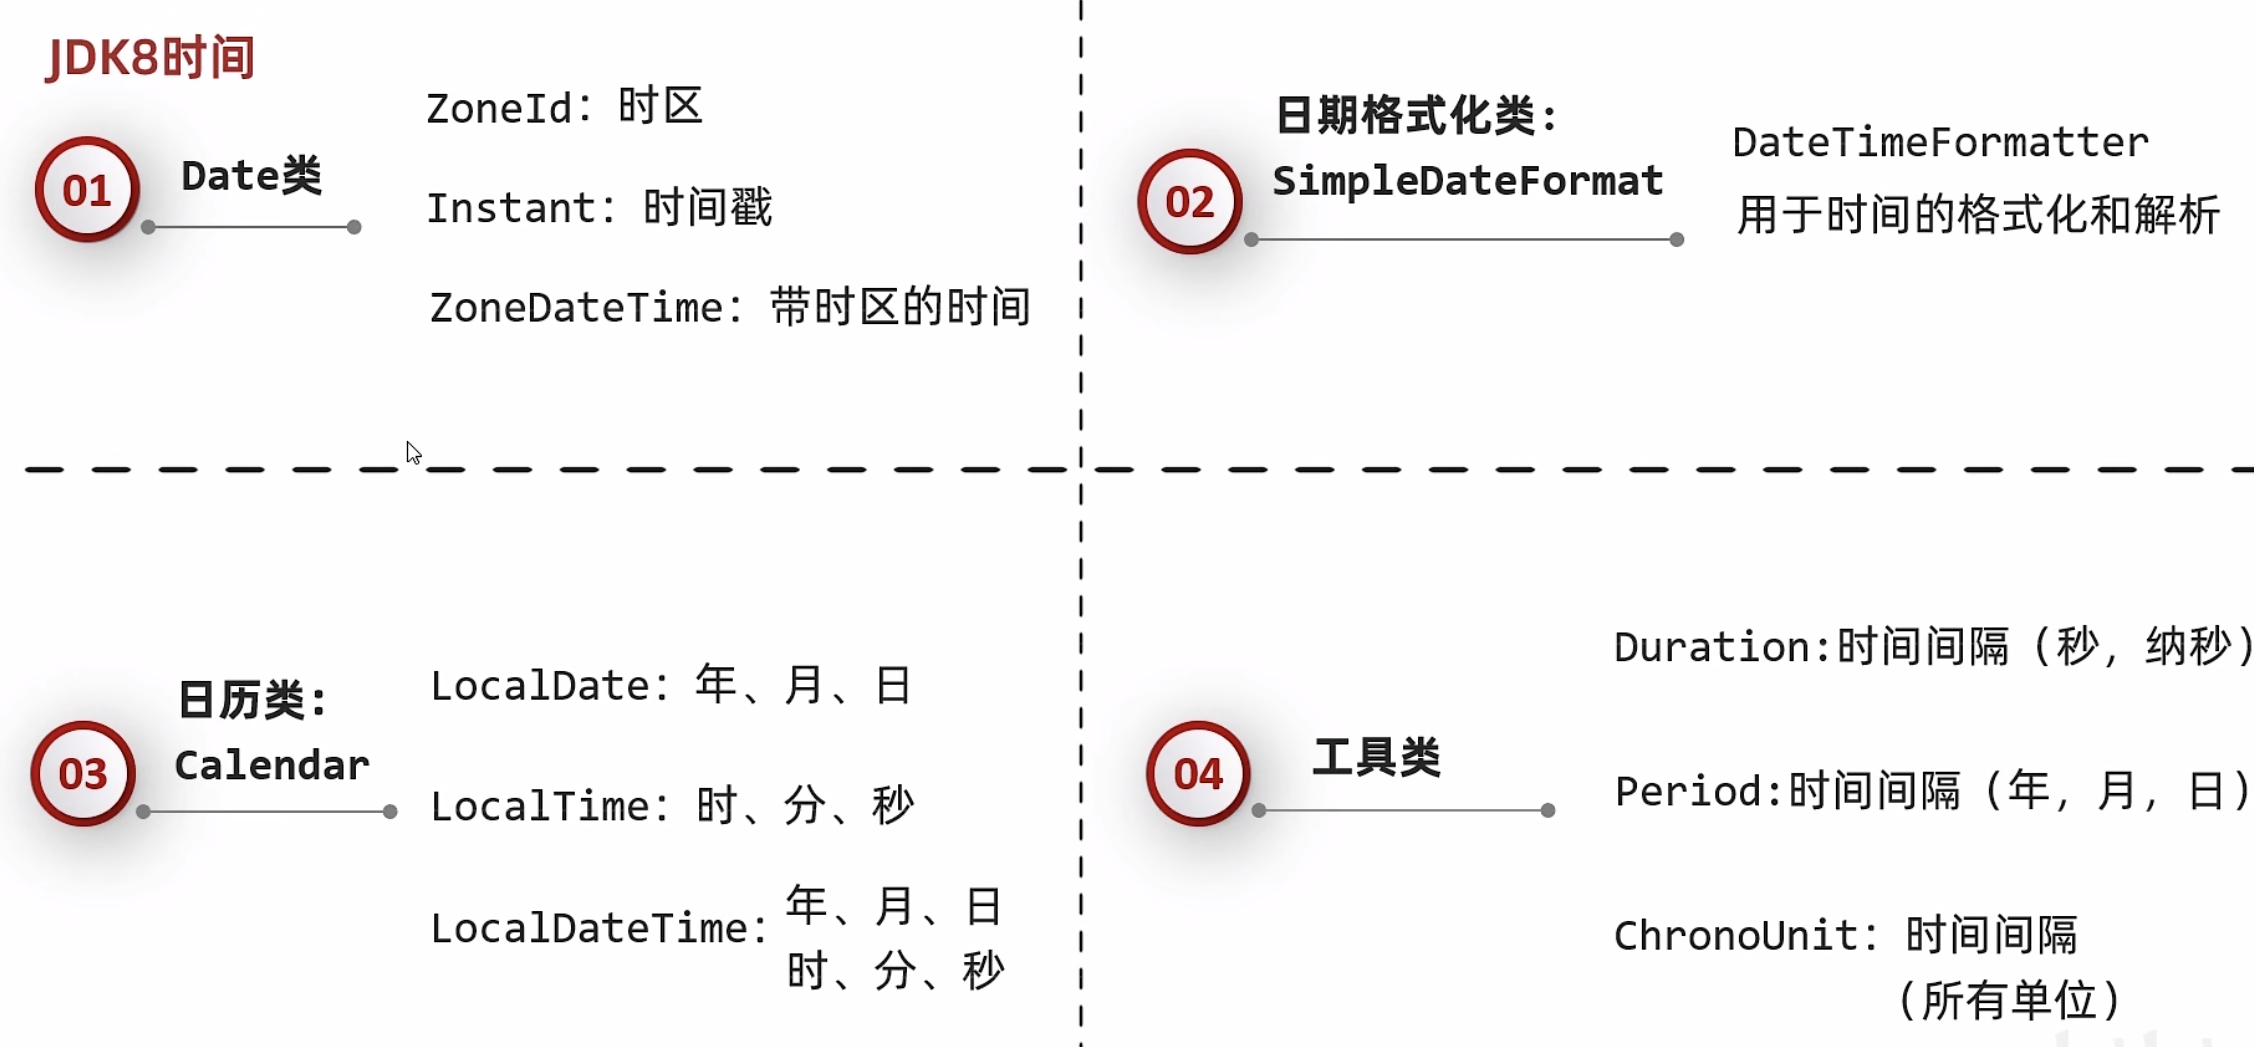 JDK8时间
01
Date类
ZoneId：时区
Instant：时间戳
ZoneDateTime：带时区的时间
02
日期格式化类：
SimpleDateFormat
DateTimeFormatter
用于时间的格式化和解析
03
日历类：
Calendar
LocalDate：年、月、日
LocalTime：时、分、秒
LocalDateTime：年、月、日
时、分、秒
04
工具类
Duration:时间间隔（秒，纳秒）
Period:时间间隔（年，月，日）
ChronoUnit：时间间隔
（所有单位）